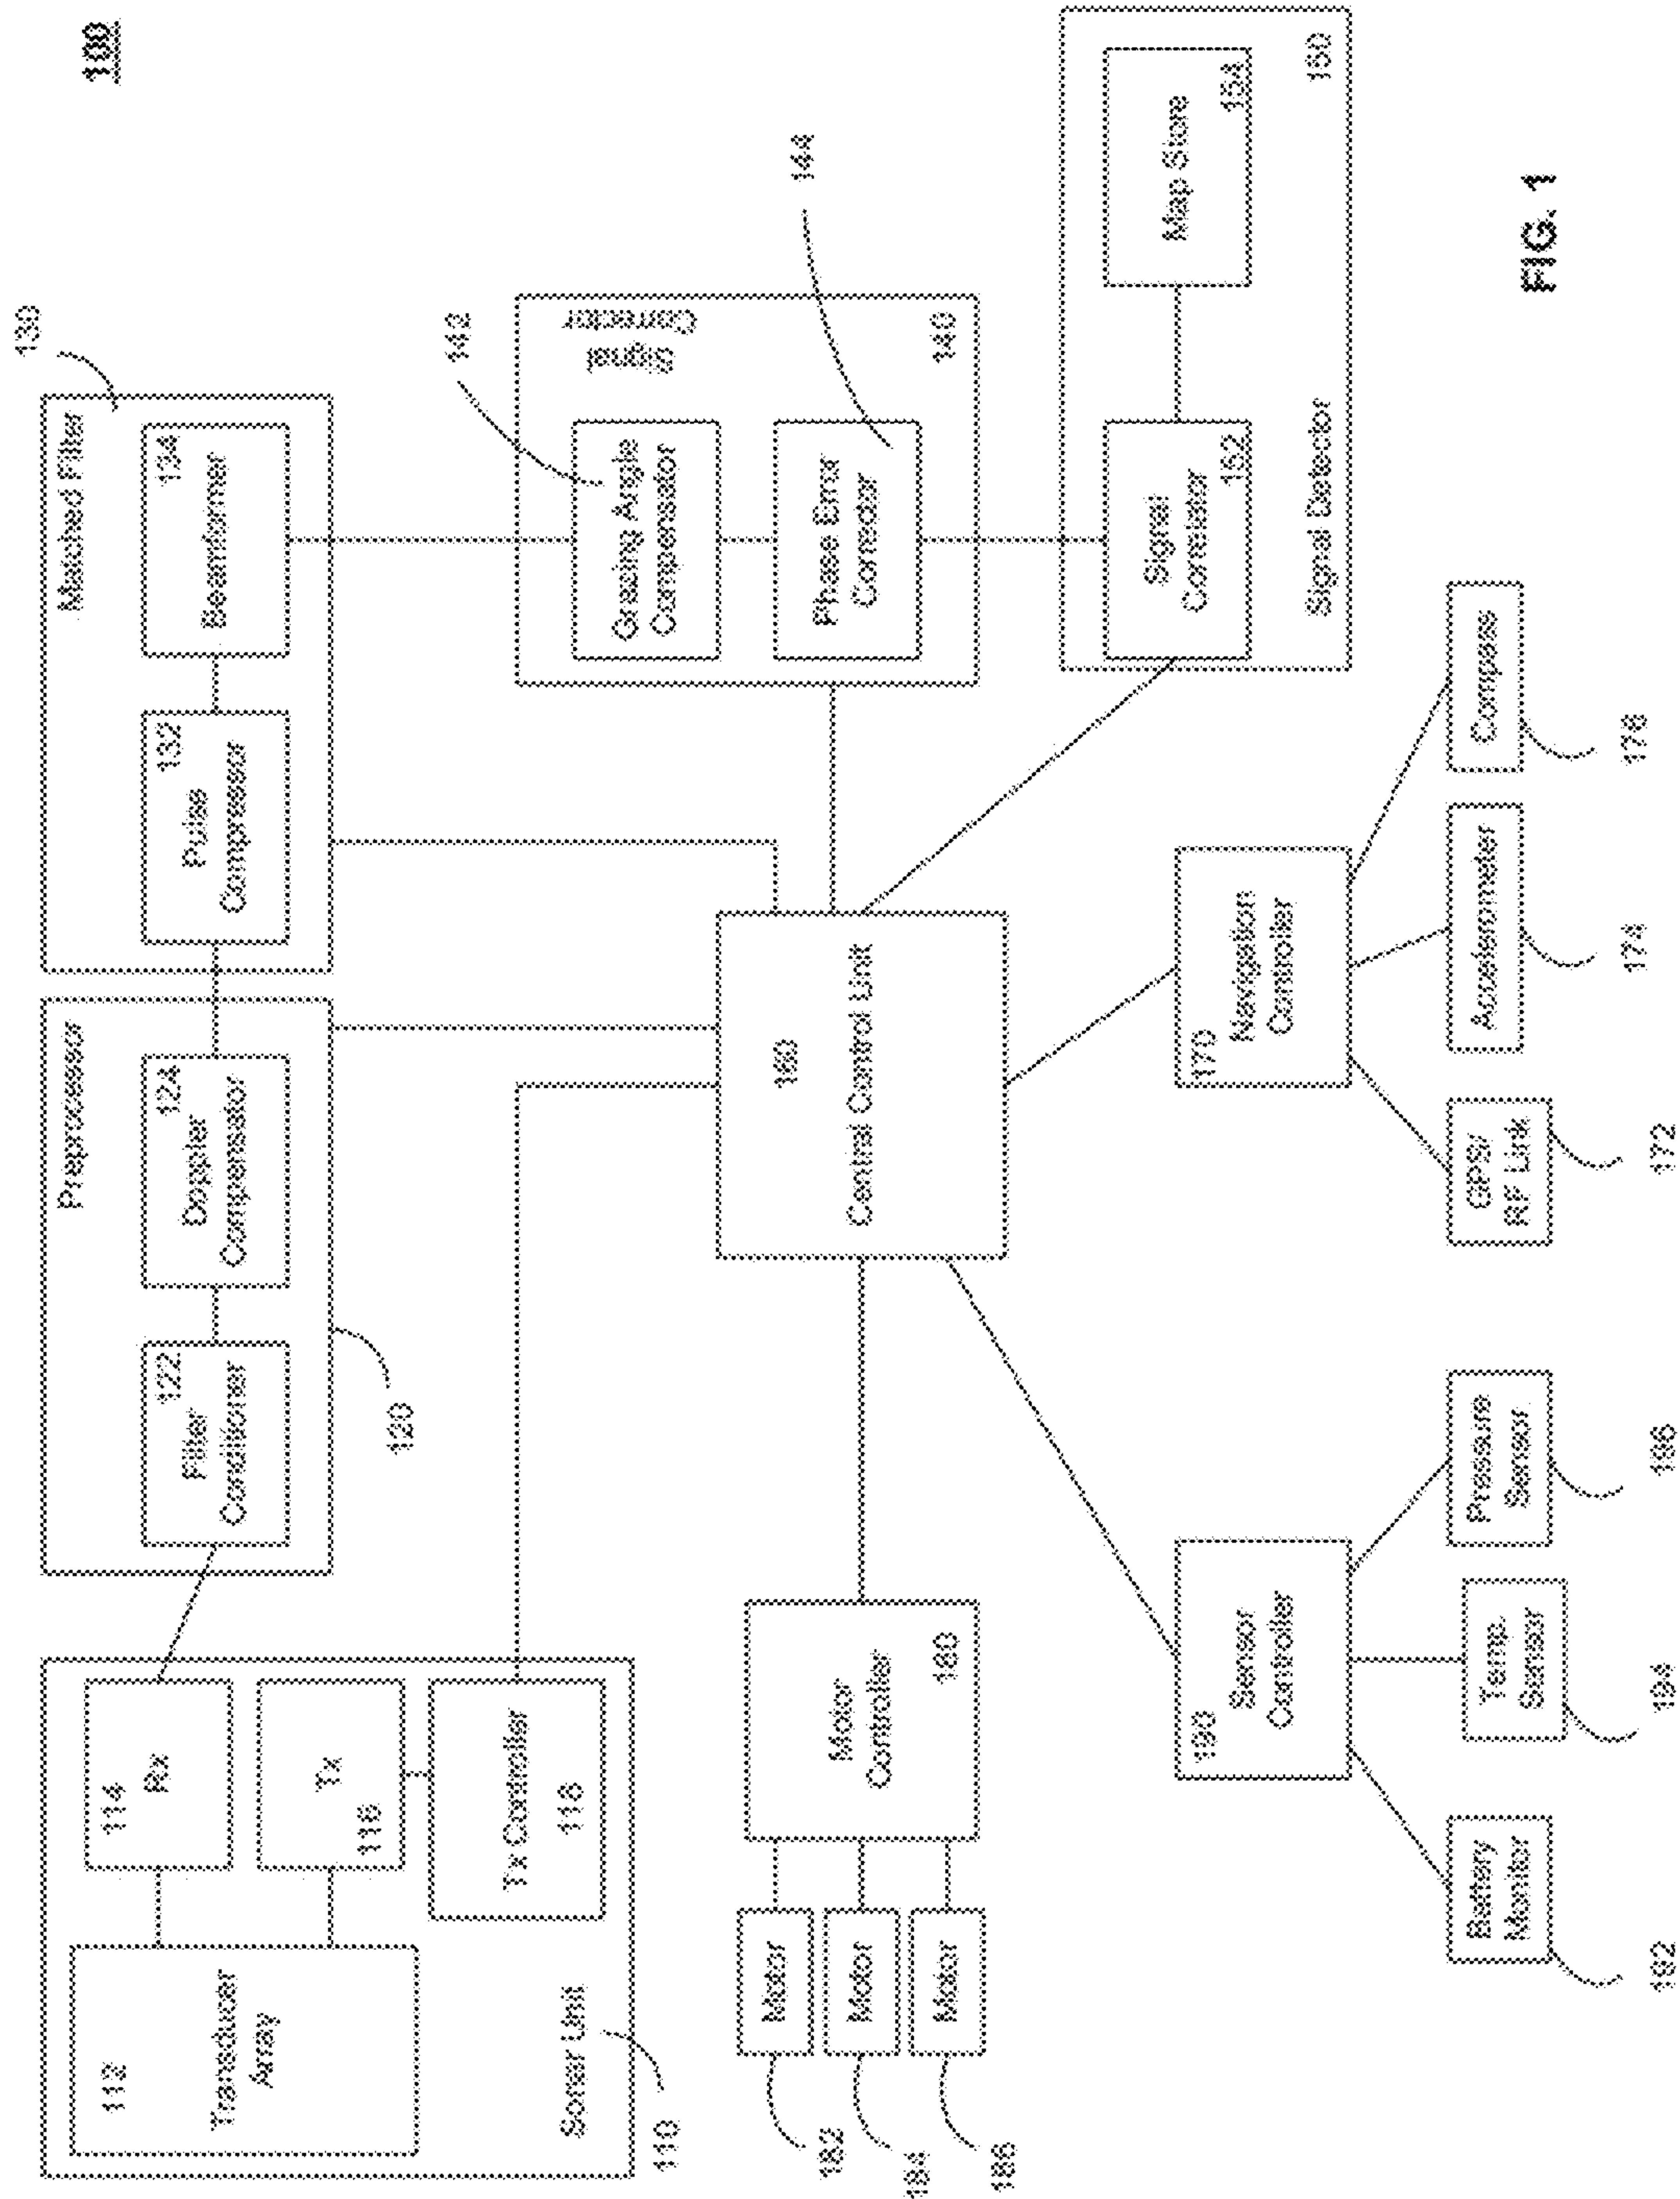 100
Sonar Unit
110
112
Transducer
Array
114
Rx
Tx
116
Tx Controller
118
Preprocessor
120
122
Filter
Conditioner
124
Doppler
Compensator
Matched Filter
130
132
Pulse
Compressor
134
Beamformer
Signal
Corrector
140
142
Grazing Angle
Compensator
144
Phase Error
Corrector
Signal Detector
150
Signal
Correlator
152
Map Store
154
160
Central Control Unit
Motor
Controller
180
Motor
182
Motor
184
Motor
186
170
Navigation
Controller
GPS/
RF Link
172
Accelerometer
174
Compass
176
190
Sensor
Controller
Battery
Monitor
192
Temp.
Sensor
194
Pressure
Sensor
196
FIG. 1